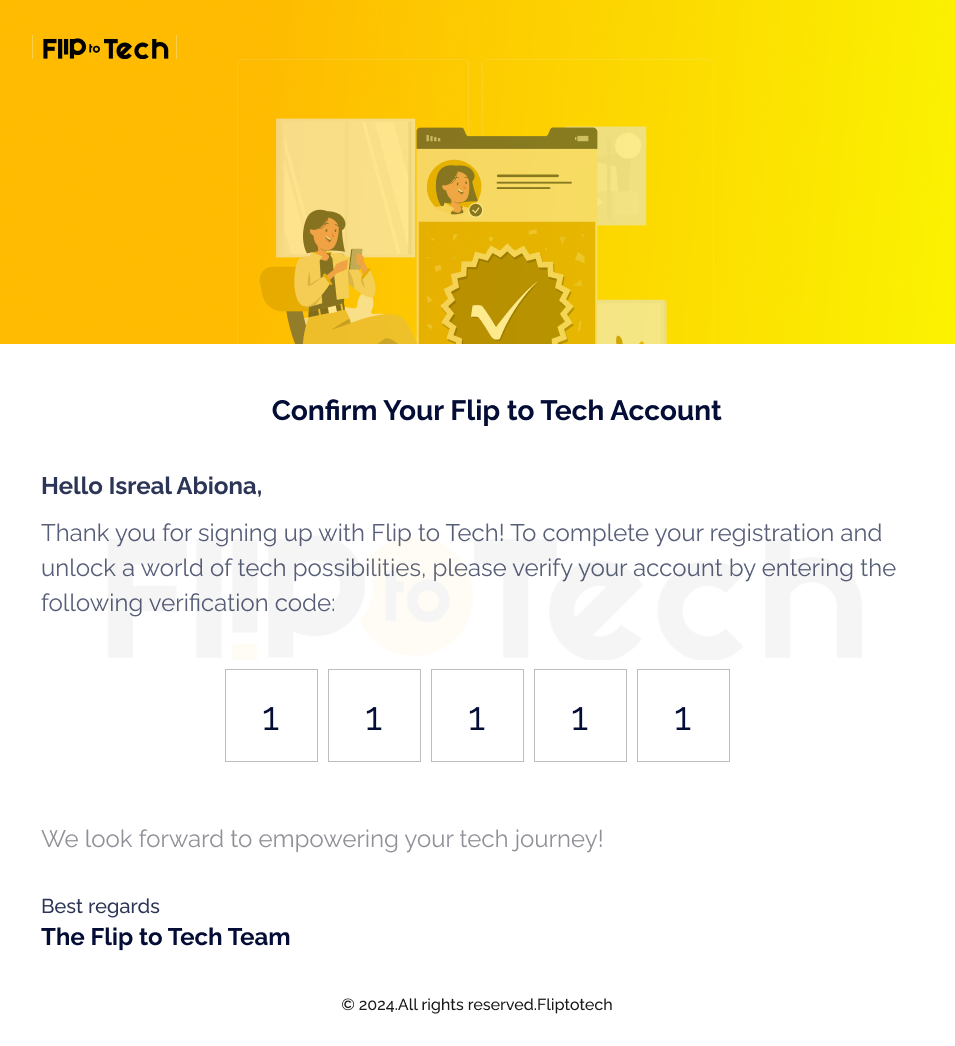 Flip to Tech
Confirm Your Flip to Tech Account
Hello Isreal Abiona,
Thank you for signing up with Flip to Tech! To complete your registration and
unlock a world of tech possibilities, please verify your account by entering the
following verification code:
Flip to Tech
1 1 1 1 1
We look forward to empowering your tech journey!
Best regards
The Flip to Tech Team
© 2024.All rights reserved.Fliptotech